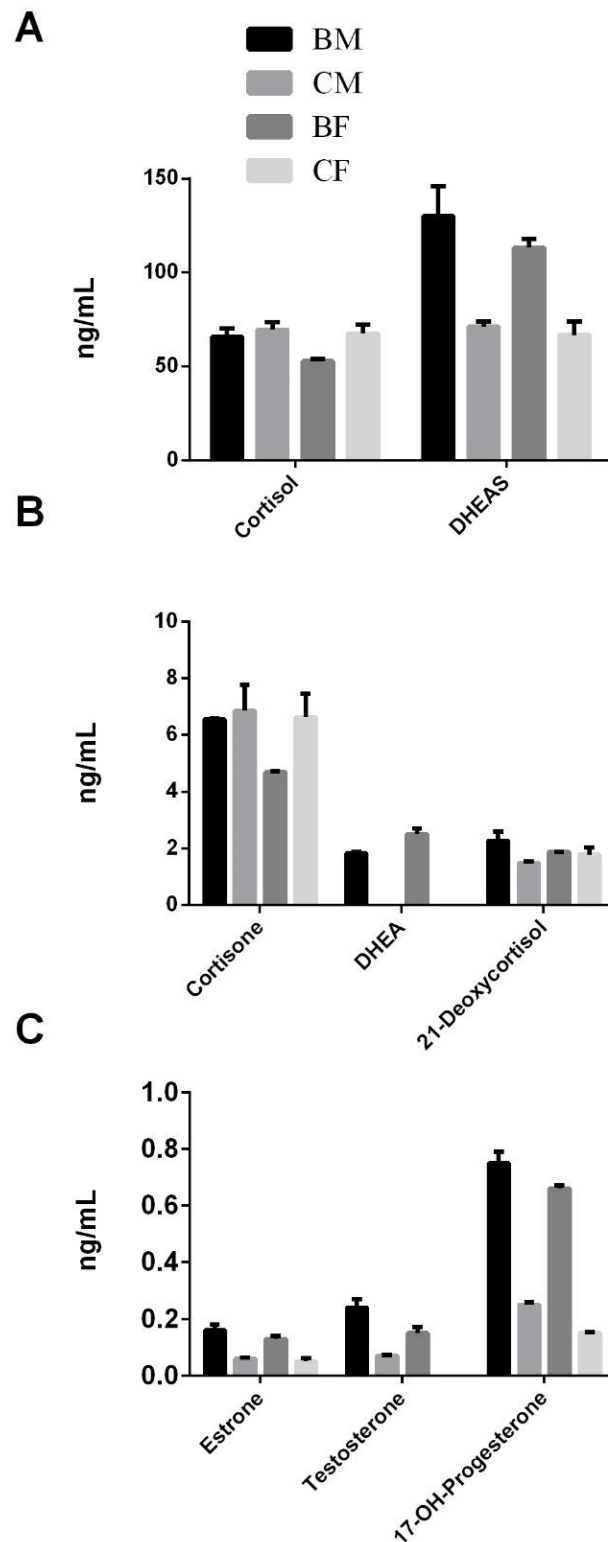 A
BM
CM
BF
CF
150
100
50
0
ng/mL
Cortisol
DHEAS
B
10
8
6
4
2
0
ng/mL
Cortisone
DHEA
21-Deoxycortisol
C
1.0
0.8
0.6
0.4
0.2
0.0
ng/mL
Estrone
Testosterone
17-OH-Progesterone